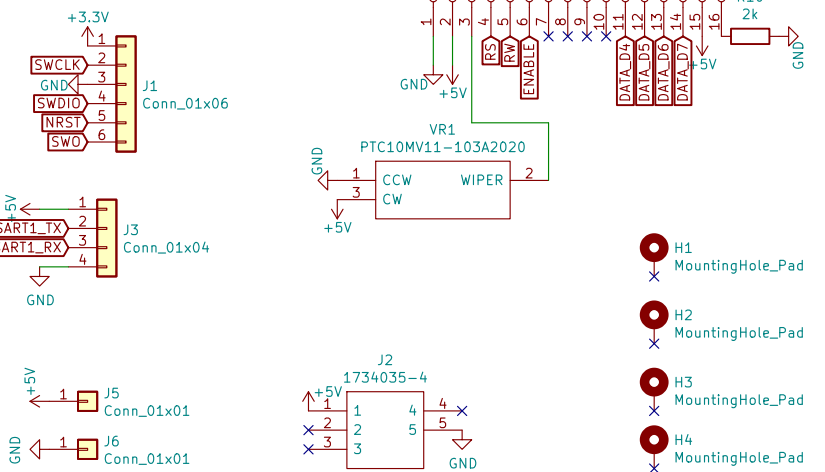 +3.3V
1
SWCLK 2
GND 3
SWDIO 4
NRST 5
SWO 6
J1
Conn_01x06
1 2 3 4 5 6 7 8 9 10 11 12 13 14 15 16
GND
+5V
RS
RW
ENABLE
DATA_D4
DATA_D5
DATA_D6
DATA_D7
+5V
2k
GND
VR1
PTC10MV11-103A2020
GND
1 CCW WIPER 2
3 CW
+5V
+5V
1
SART1_TX 2
ART1_RX 3
4
GND
J3
Conn_01x04
H1
MountingHole_Pad
H2
MountingHole_Pad
H3
MountingHole_Pad
H4
MountingHole_Pad
+5V
1
J5
Conn_01x01
GND
1
J6
Conn_01x01
J2
1734035-4
+5V
1 1 4 4
2 2 5 5
3 3
GND